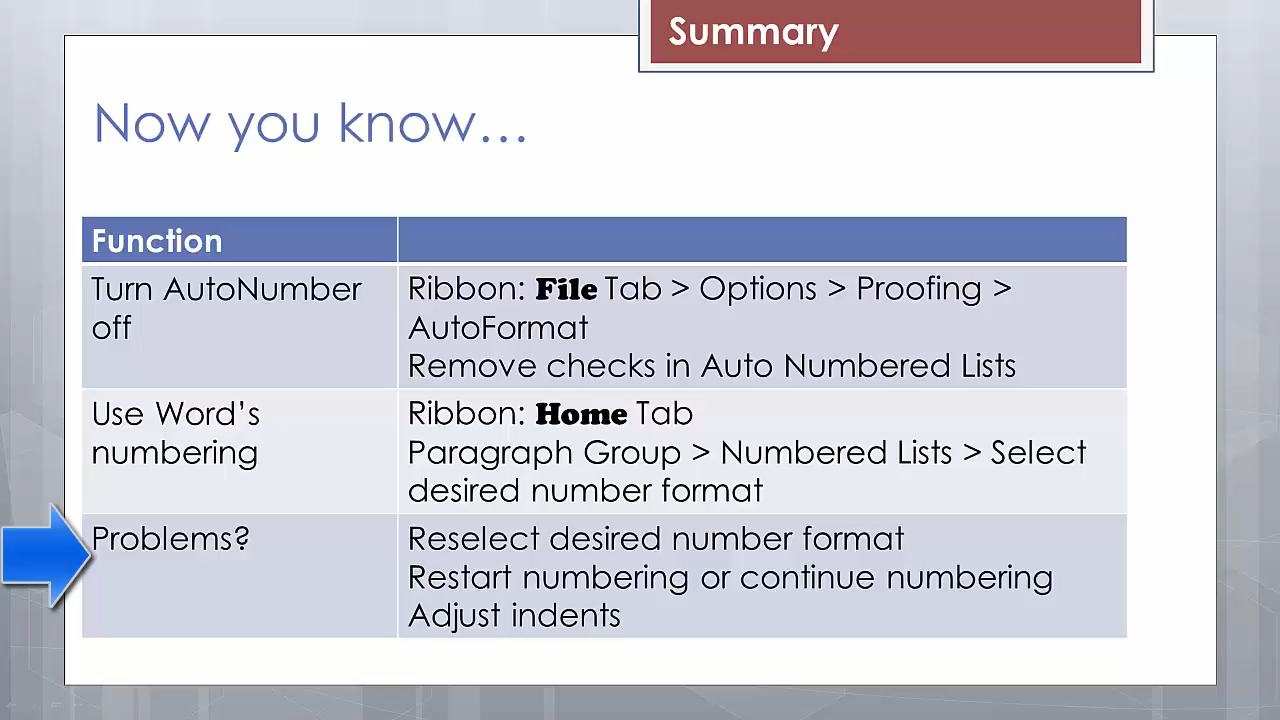 Summary
Now you know…
Function
Turn AutoNumber
off
Ribbon: File Tab > Options > Proofing >
AutoFormat
Remove checks in Auto Numbered Lists
Use Word’s
numbering
Ribbon: Home Tab
Paragraph Group > Numbered Lists > Select
desired number format
Problems?
Reselect desired number format
Restart numbering or continue numbering
Adjust indents